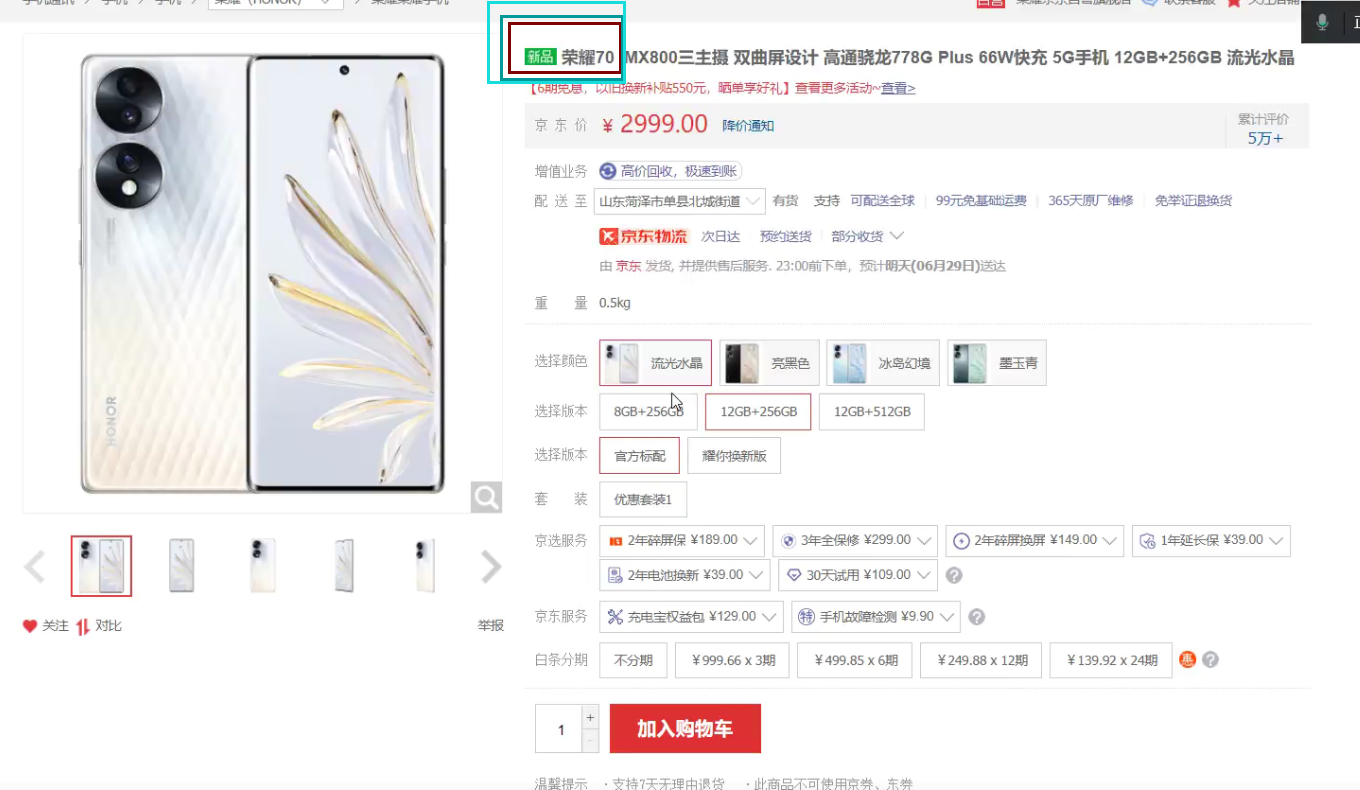 荣耀（HONOR）
新品 荣耀70 IMX800三主摄 双曲屏设计 高通骁龙778G Plus 66W快充 5G手机 12GB+256GB 流光水晶
【6期免息，以旧换新补贴550元，晒单享好礼】查看更多活动~查看>
京东价 ￥2999.00 降价通知
累计评价
5万+
增值业务 高价回收，极速到账
配送至 山东菏泽市单县北城街道 有货 支持 可配送全球 99元免基础运费 365天原厂维修 免举证退换货
京东物流 次日达 预约送货 部分收货
由 京东 发货, 并提供售后服务. 23:00前下单，预计明天(06月29日)送达
重量 0.5kg
选择颜色 流光水晶 亮黑色 冰岛幻境 墨玉青
选择版本 8GB+256GB 12GB+256GB 12GB+512GB
选择版本 官方标配 耀你换新版
套装 优惠套装1
京选服务 2年碎屏保 ¥189.00 3年全保修 ¥299.00 2年碎屏换屏 ¥149.00 1年延长保 ¥39.00
2年电池换新 ¥39.00 30天试用 ¥109.00
京东服务 充电宝权益包 ¥129.00 特 手机故障检测 ¥9.90
白条分期 不分期 ￥999.66 x 3期 ￥499.85 x 6期 ￥249.88 x 12期 ￥139.92 x 24期 惠
1 + - 加入购物车
温馨提示 ·支持7天无理由退货 ·此商品不可使用京券、东券
HONOR
关注 对比 举报